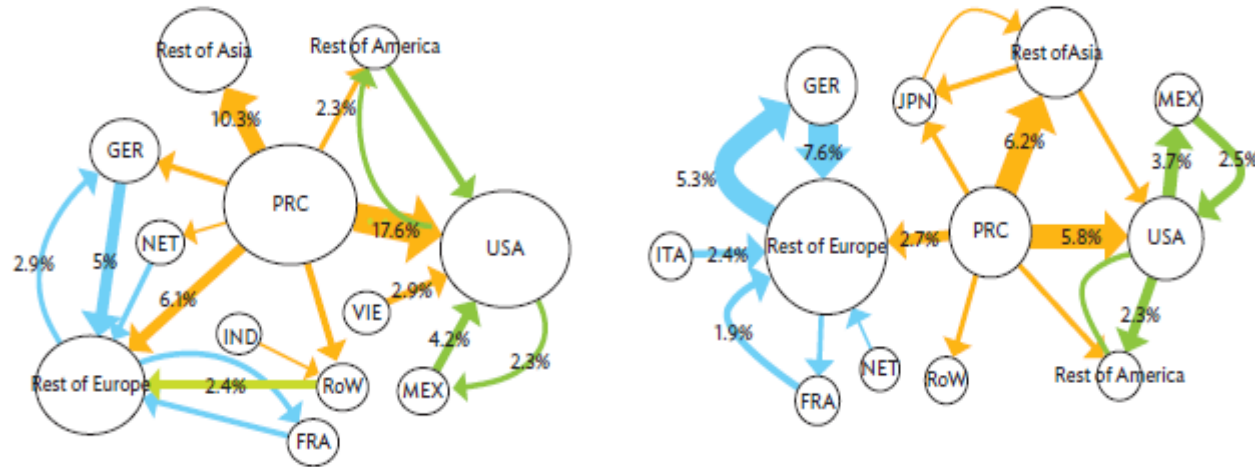 Rest of Asia
Rest of America
10.3%
2.3%
GER
PRC
NET
17.6%
USA
2.9%
5%
6.1%
VIE
2.9%
IND
4.2%
2.3%
Rest of Europe
2.4%
RoW
MEX
FRA
Rest of Asia
GER
JPN
MEX
7.6%
6.2%
3.7%
2.5%
5.3%
PRC
USA
Rest of Europe
2.7%
5.8%
ITA
2.4%
1.9%
2.3%
NET
RoW
Rest of America
FRA